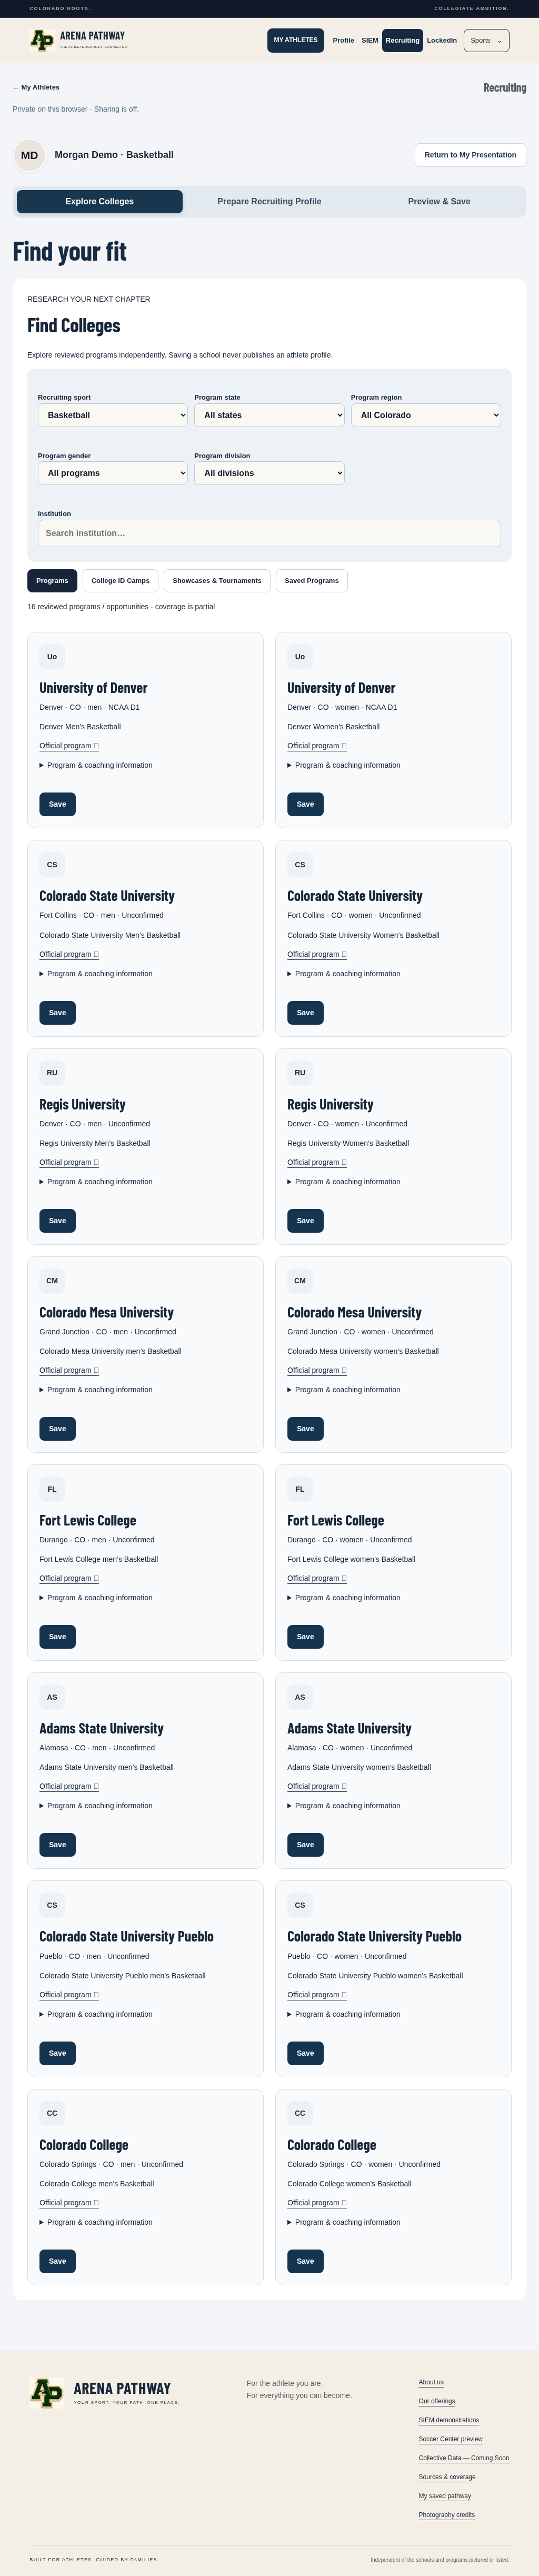 COLORADO ROOTS.
COLLEGIATE AMBITION.
AP
ARENA PATHWAY
THE ATHLETE JOURNEY. CONNECTED.
MY ATHLETES
Profile
SIEM
Recruiting
LockedIn
Sports
← My Athletes
Recruiting
Private on this browser · Sharing is off.
MD
Morgan Demo · Basketball
Return to My Presentation
Explore Colleges
Prepare Recruiting Profile
Preview & Save
Find your fit
RESEARCH YOUR NEXT CHAPTER
Find Colleges
Explore reviewed programs independently. Saving a school never publishes an athlete profile.
Recruiting sport
Program state
Program region
Basketball
All states
All Colorado
Program gender
Program division
All programs
All divisions
Institution
Search institution…
Programs
College ID Camps
Showcases & Tournaments
Saved Programs
16 reviewed programs / opportunities · coverage is partial
Uo
University of Denver
Denver · CO · men · NCAA D1
Denver Men's Basketball
Official program
Program & coaching information
Save
Uo
University of Denver
Denver · CO · women · NCAA D1
Denver Women's Basketball
Official program
Program & coaching information
Save
CS
Colorado State University
Fort Collins · CO · men · Unconfirmed
Colorado State University Men's Basketball
Official program
Program & coaching information
Save
CS
Colorado State University
Fort Collins · CO · women · Unconfirmed
Colorado State University Women's Basketball
Official program
Program & coaching information
Save
RU
Regis University
Denver · CO · men · Unconfirmed
Regis University Men's Basketball
Official program
Program & coaching information
Save
RU
Regis University
Denver · CO · women · Unconfirmed
Regis University Women's Basketball
Official program
Program & coaching information
Save
CM
Colorado Mesa University
Grand Junction · CO · men · Unconfirmed
Colorado Mesa University men's Basketball
Official program
Program & coaching information
Save
CM
Colorado Mesa University
Grand Junction · CO · women · Unconfirmed
Colorado Mesa University women's Basketball
Official program
Program & coaching information
Save
FL
Fort Lewis College
Durango · CO · men · Unconfirmed
Fort Lewis College men's Basketball
Official program
Program & coaching information
Save
FL
Fort Lewis College
Durango · CO · women · Unconfirmed
Fort Lewis College women's Basketball
Official program
Program & coaching information
Save
AS
Adams State University
Alamosa · CO · men · Unconfirmed
Adams State University men's Basketball
Official program
Program & coaching information
Save
AS
Adams State University
Alamosa · CO · women · Unconfirmed
Adams State University women's Basketball
Official program
Program & coaching information
Save
CS
Colorado State University Pueblo
Pueblo · CO · men · Unconfirmed
Colorado State University Pueblo men's Basketball
Official program
Program & coaching information
Save
CS
Colorado State University Pueblo
Pueblo · CO · women · Unconfirmed
Colorado State University Pueblo women's Basketball
Official program
Program & coaching information
Save
CC
Colorado College
Colorado Springs · CO · men · Unconfirmed
Colorado College men's Basketball
Official program
Program & coaching information
Save
CC
Colorado College
Colorado Springs · CO · women · Unconfirmed
Colorado College women's Basketball
Official program
Program & coaching information
Save
AP
ARENA PATHWAY
YOUR SPORT. YOUR PATH. ONE PLACE.
For the athlete you are.
For everything you can become.
About us
Our offerings
SIEM demonstrations
Soccer Center preview
Collective Data — Coming Soon
Sources & coverage
My saved pathway
Photography credits
BUILT FOR ATHLETES. GUIDED BY FAMILIES.
Independent of the schools and programs pictured or listed.